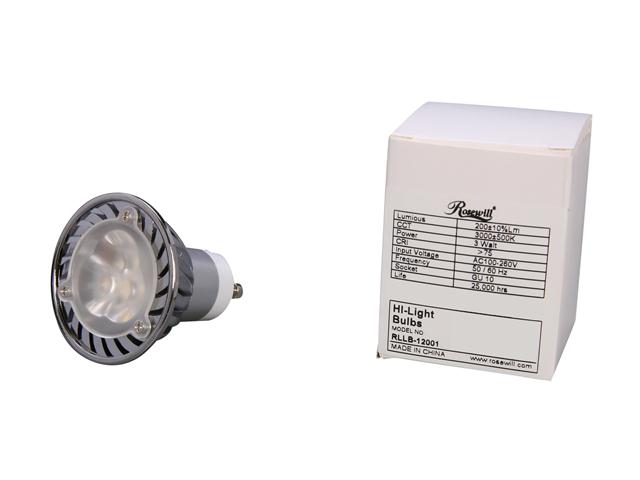 Rosewill
Lumious 200±10%Lm
CCT 3000±500K
Power 3 Watt
CRI >75
Input Voltage AC100-260V
Frequency 50 / 60 Hz
Socket GU 10
Life 25,000 hrs
HI-Light
Bulbs
MODEL NO
RLLB-12001
MADE IN CHINA
www.rosewill.com